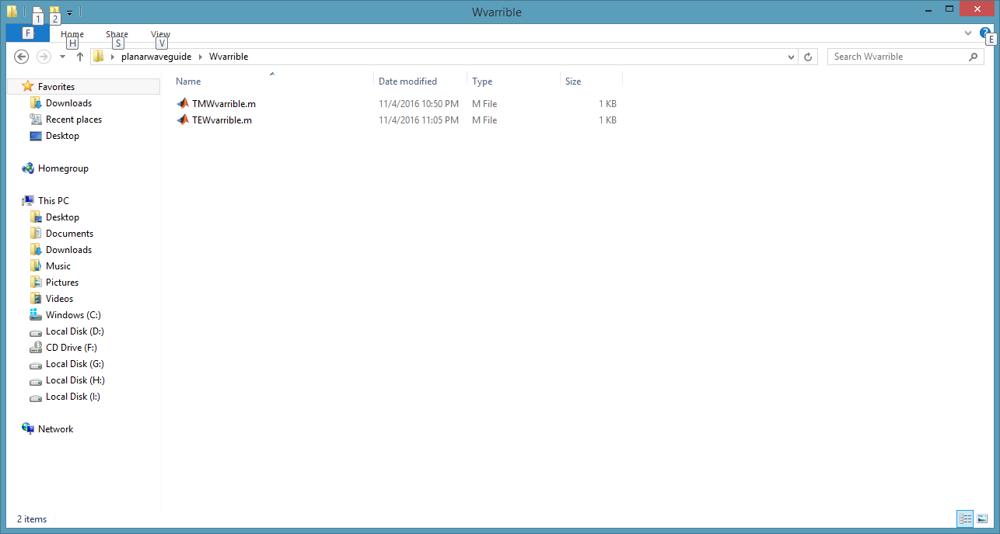 Wvarrible
1 2
F Home Share View
H S V E
planarwaveguide Wvarrible Search Wvarrible
Name Date modified Type Size
TMWvarrible.m 11/4/2016 10:50 PM M File 1 KB
TEWvarrible.m 11/4/2016 11:05 PM M File 1 KB
Favorites
Downloads
Recent places
Desktop
Homegroup
This PC
Desktop
Documents
Downloads
Music
Pictures
Videos
Windows (C:)
Local Disk (D:)
CD Drive (F:)
Local Disk (G:)
Local Disk (H:)
Local Disk (I:)
Network
2 items